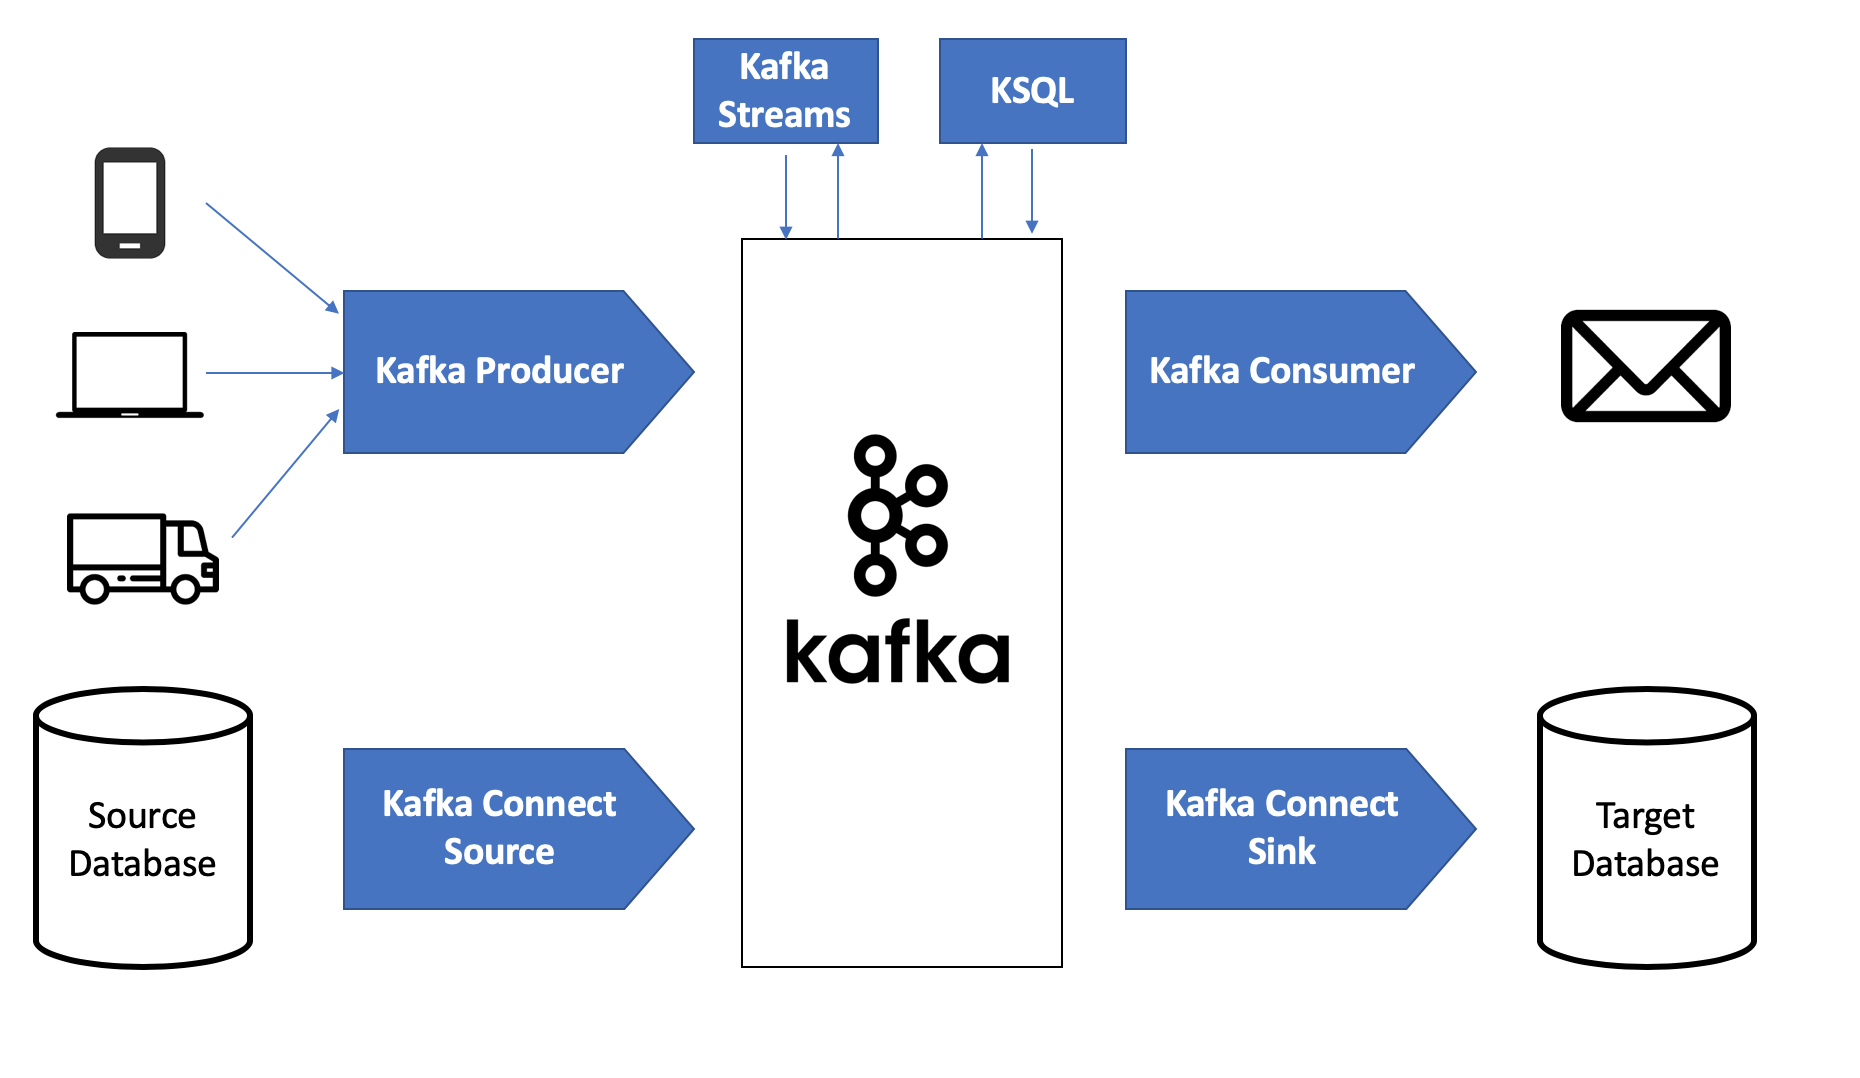 Kafka
Streams
KSQL
Kafka Producer
Kafka Consumer
kafka
Source
Database
Kafka Connect
Source
Kafka Connect
Sink
Target
Database